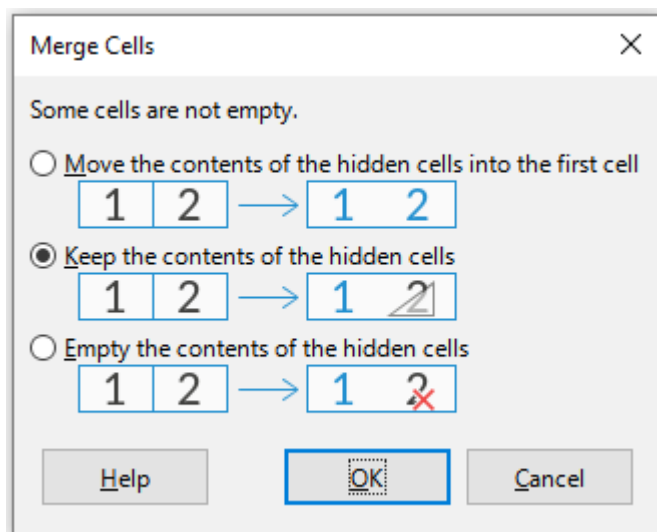 Merge Cells
Some cells are not empty.
Move the contents of the hidden cells into the first cell
1 2 1 2
Keep the contents of the hidden cells
1 2 1 2
Empty the contents of the hidden cells
1 2 1 2
Help OK Cancel